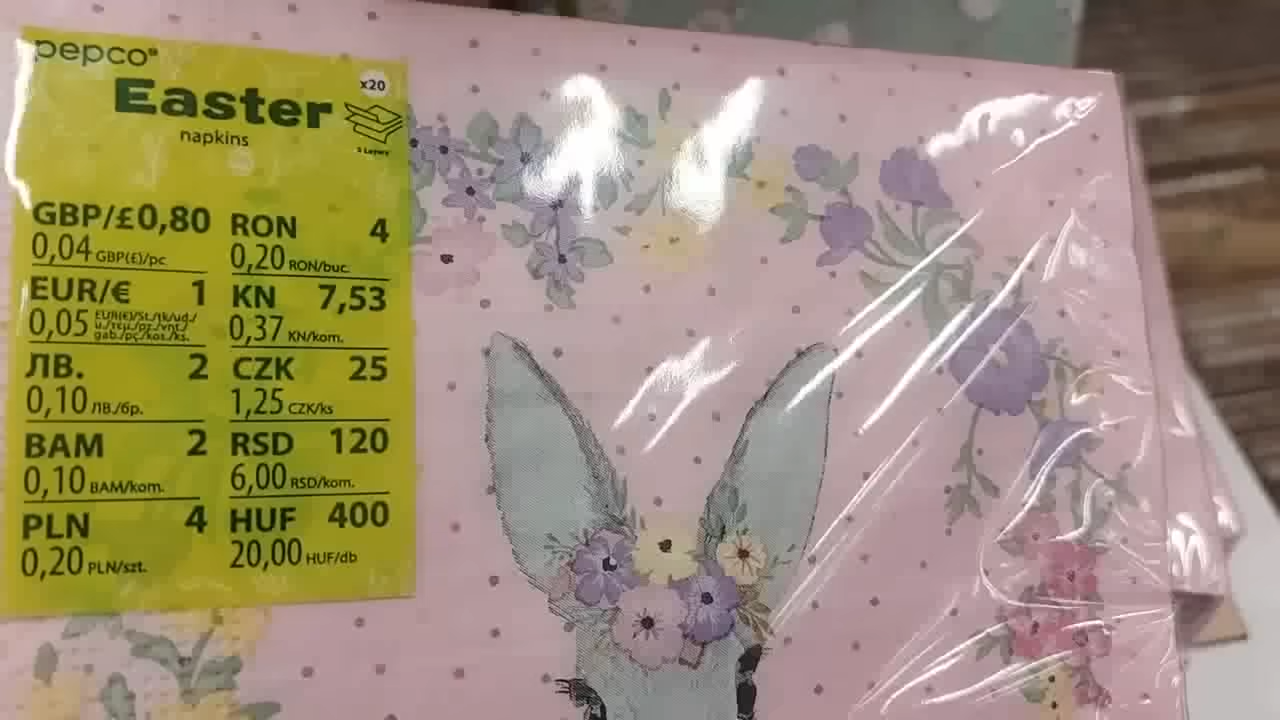 pepco®
x20
Easter
napkins
GBP/£0,80
0,04 GBP(£)/pc
EUR/€ 1
0,05
ЛВ. 2
0,10 ЛВ./бр.
BAM 2
0,10 BAM/kom.
PLN 4
0,20 PLN/szt.
RON 4
0,20 RON/buc.
KN 7,53
0,37 KN/kom.
CZK 25
1,25 CZK/ks
RSD 120
6,00 RSD/kom.
HUF 400
20,00 HUF/db